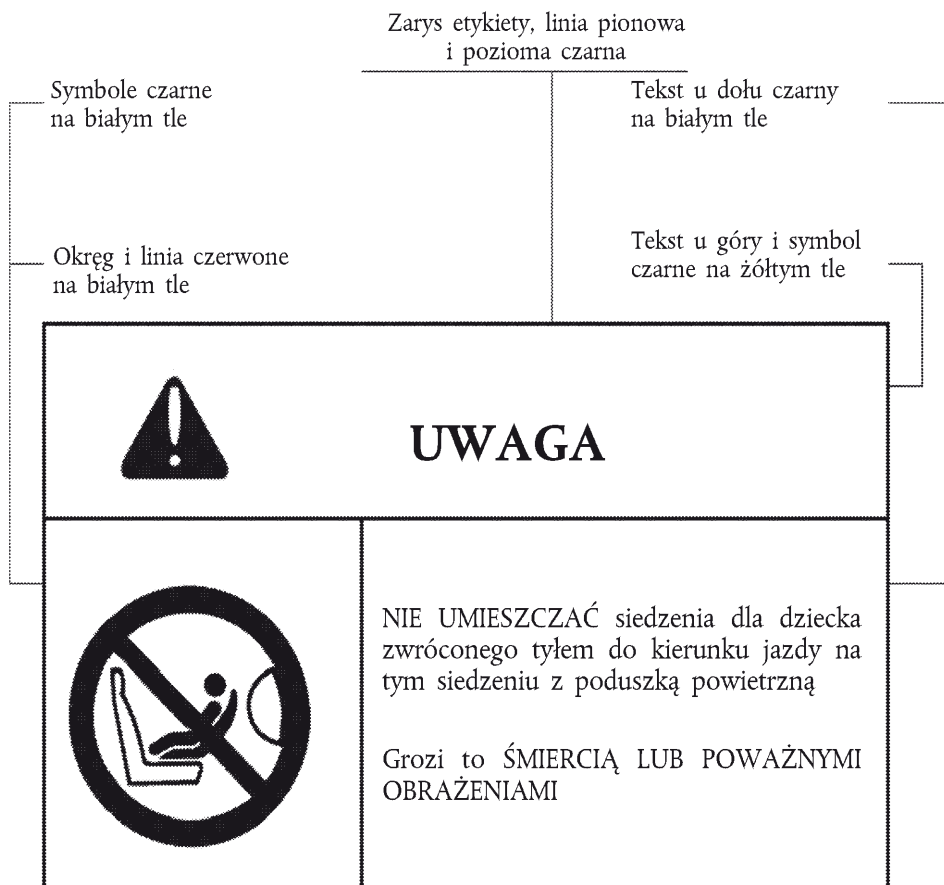 Zarys etykiety, linia pionowa
i pozioma czarna
Symbole czarne
na białym tle
Tekst u dołu czarny
na białym tle
Okręg i linia czerwone
na białym tle
Tekst u góry i symbol
czarne na żółtym tle
UWAGA
NIE UMIESZCZAĆ siedzenia dla dziecka
zwróconego tyłem do kierunku jazdy na
tym siedzeniu z poduszką powietrzną
Grozi to ŚMIERCIĄ LUB POWAŻNYMI
OBRAŻENIAMI